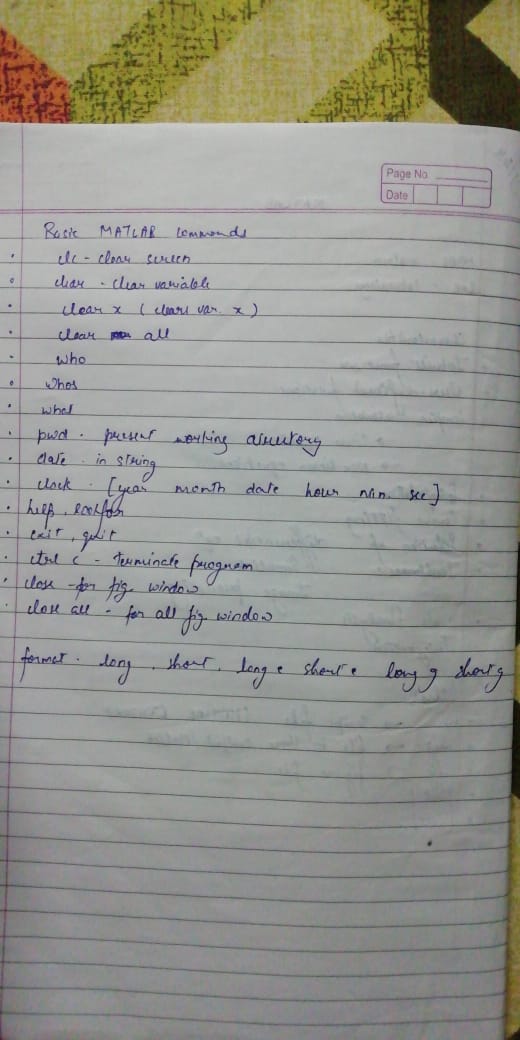 Page No.
Date
Basic MATLAB Commands
clc - clear screen
clear - clear variable
clear x ( clears var. x )
clear all
who
whos
what
pwd - present working directory
date - in string
clock - [year month date hour min. sec]
help, lookfor
exit, quit
ctrl c - terminate program
close - for fig. window
close all - for all fig. window
format - long, short, long e short e long g short g